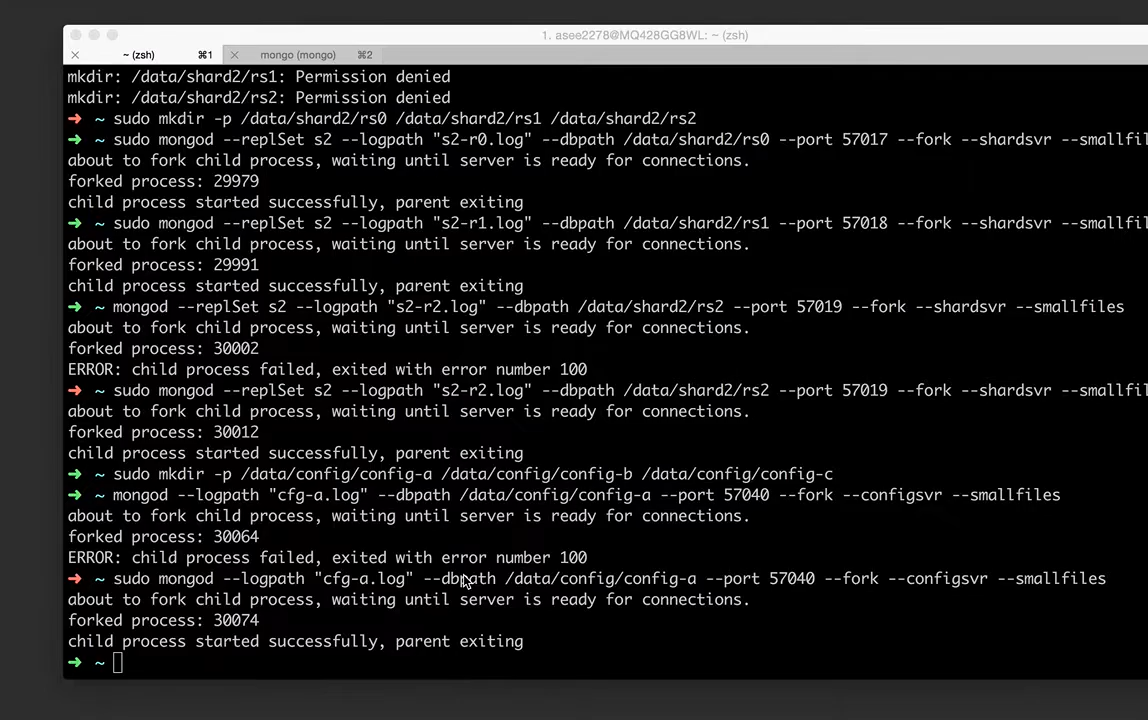 1. asee2278@MQ428GG8WL: ~ (zsh)
~ (zsh) ⌘1 mongo (mongo) ⌘2
mkdir: /data/shard2/rs1: Permission denied
mkdir: /data/shard2/rs2: Permission denied
➜ ~ sudo mkdir -p /data/shard2/rs0 /data/shard2/rs1 /data/shard2/rs2
➜ ~ sudo mongod --replSet s2 --logpath "s2-r0.log" --dbpath /data/shard2/rs0 --port 57017 --fork --shardsvr --smallfil
about to fork child process, waiting until server is ready for connections.
forked process: 29979
child process started successfully, parent exiting
➜ ~ sudo mongod --replSet s2 --logpath "s2-r1.log" --dbpath /data/shard2/rs1 --port 57018 --fork --shardsvr --smallfil
about to fork child process, waiting until server is ready for connections.
forked process: 29991
child process started successfully, parent exiting
➜ ~ mongod --replSet s2 --logpath "s2-r2.log" --dbpath /data/shard2/rs2 --port 57019 --fork --shardsvr --smallfiles
about to fork child process, waiting until server is ready for connections.
forked process: 30002
ERROR: child process failed, exited with error number 100
➜ ~ sudo mongod --replSet s2 --logpath "s2-r2.log" --dbpath /data/shard2/rs2 --port 57019 --fork --shardsvr --smallfil
about to fork child process, waiting until server is ready for connections.
forked process: 30012
child process started successfully, parent exiting
➜ ~ sudo mkdir -p /data/config/config-a /data/config/config-b /data/config/config-c
➜ ~ mongod --logpath "cfg-a.log" --dbpath /data/config/config-a --port 57040 --fork --configsvr --smallfiles
about to fork child process, waiting until server is ready for connections.
forked process: 30064
ERROR: child process failed, exited with error number 100
➜ ~ sudo mongod --logpath "cfg-a.log" --dbpath /data/config/config-a --port 57040 --fork --configsvr --smallfiles
about to fork child process, waiting until server is ready for connections.
forked process: 30074
child process started successfully, parent exiting
➜ ~